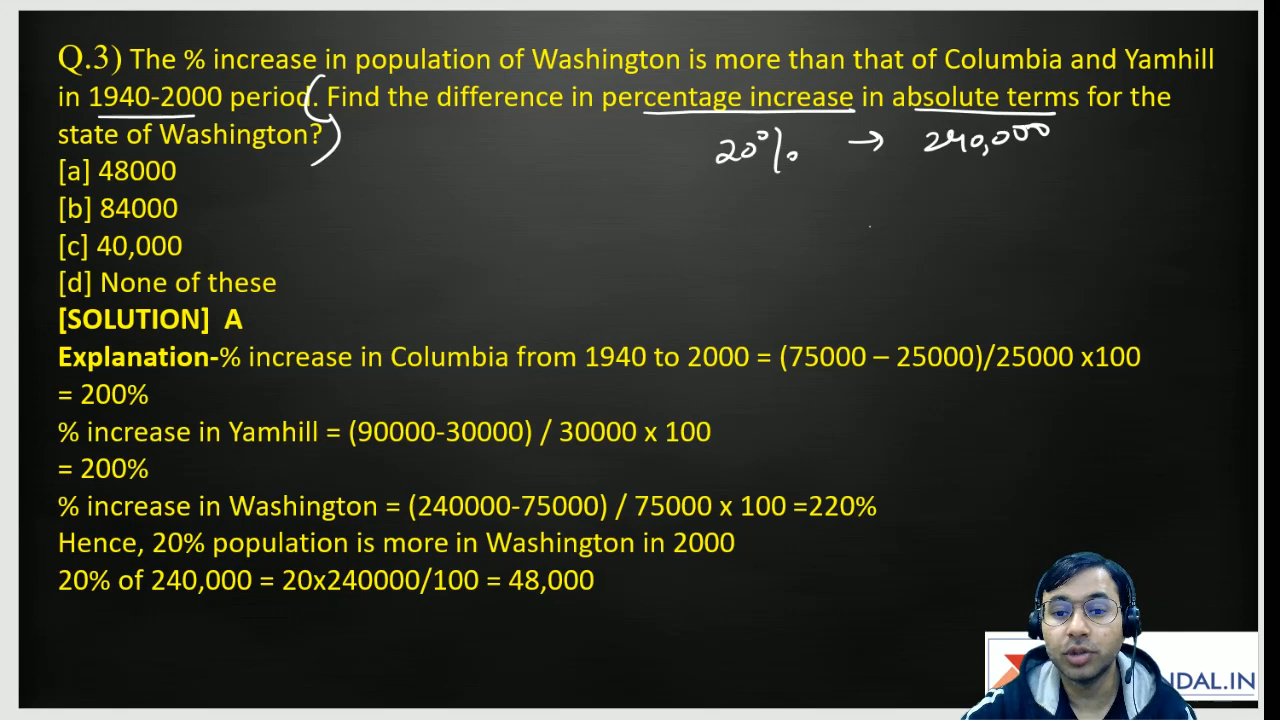 Q.3) The % increase in population of Washington is more than that of Columbia and Yamhill
in 1940-2000 period. Find the difference in percentage increase in absolute terms for the
state of Washington?
20% → 240,000
[a] 48000
[b] 84000
[c] 40,000
[d] None of these
[SOLUTION] A
Explanation-% increase in Columbia from 1940 to 2000 = (75000 – 25000)/25000 x100
= 200%
% increase in Yamhill = (90000-30000) / 30000 x 100
= 200%
% increase in Washington = (240000-75000) / 75000 x 100 =220%
Hence, 20% population is more in Washington in 2000
20% of 240,000 = 20x240000/100 = 48,000
NDAL.IN